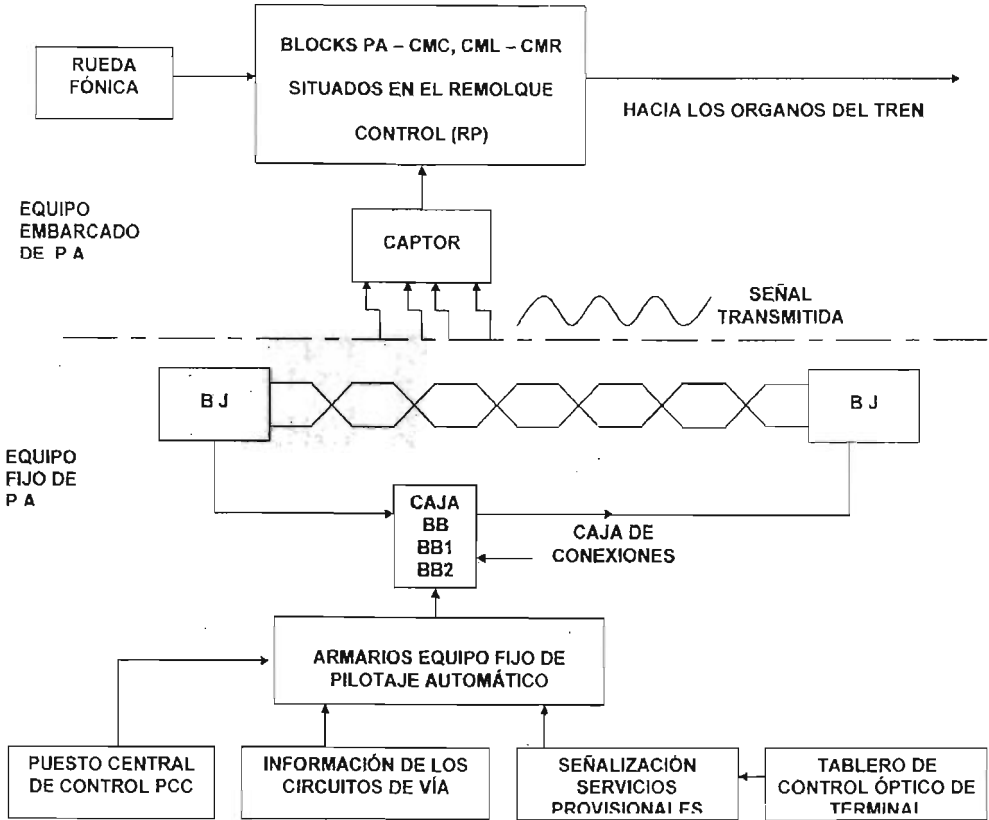 RUEDA
FÓNICA
BLOCKS PA – CMC, CML – CMR
SITUADOS EN EL REMOLQUE
CONTROL (RP)
HACIA LOS ORGANOS DEL TREN
EQUIPO
EMBARCADO
DE P A
CAPTOR
SEÑAL
TRANSMITIDA
B J
B J
EQUIPO
FIJO DE
P A
CAJA
BB
BB1
BB2
CAJA DE
CONEXIONES
ARMARIOS EQUIPO FIJO DE
PILOTAJE AUTOMÁTICO
PUESTO CENTRAL
DE CONTROL PCC
INFORMACIÓN DE LOS
CIRCUITOS DE VÍA
SEÑALIZACIÓN
SERVICIOS
PROVISIONALES
TABLERO DE
CONTROL ÓPTICO DE
TERMINAL